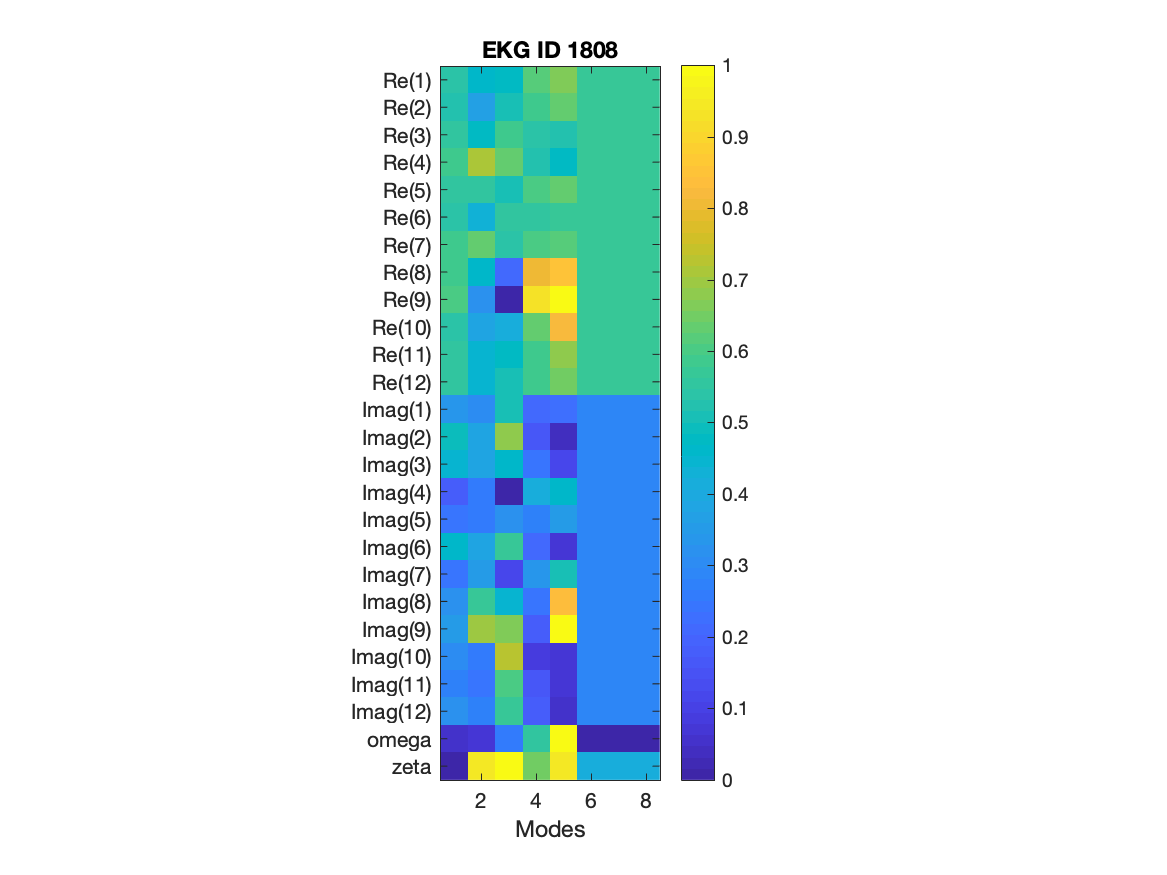 EKG ID 1808
Re(1)
Re(2)
Re(3)
Re(4)
Re(5)
Re(6)
Re(7)
Re(8)
Re(9)
Re(10)
Re(11)
Re(12)
Imag(1)
Imag(2)
Imag(3)
Imag(4)
Imag(5)
Imag(6)
Imag(7)
Imag(8)
Imag(9)
Imag(10)
Imag(11)
Imag(12)
omega
zeta
2 4 6 8
Modes
1
0.9
0.8
0.7
0.6
0.5
0.4
0.3
0.2
0.1
0